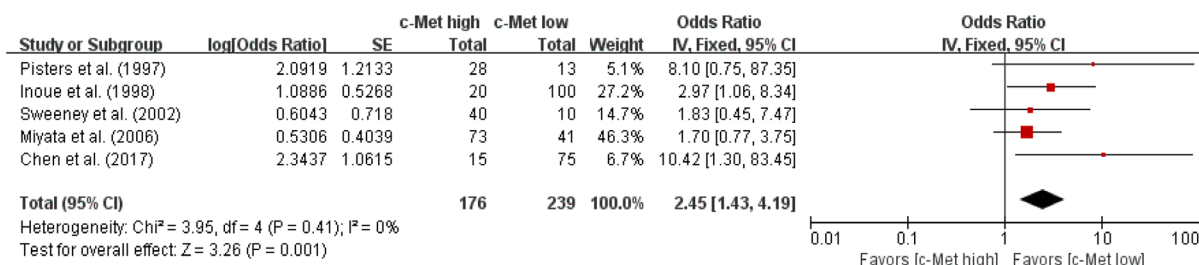 c-Met high c-Met low Odds Ratio Odds Ratio
Study or Subgroup log[Odds Ratio] SE Total Total Weight IV, Fixed, 95% CI IV, Fixed, 95% CI
Pisters et al. (1997) 2.0919 1.2133 28 13 5.1% 8.10 [0.75, 87.35]
Inoue et al. (1998) 1.0886 0.5268 20 100 27.2% 2.97 [1.06, 8.34]
Sweeney et al. (2002) 0.6043 0.718 40 10 14.7% 1.83 [0.45, 7.47]
Miyata et al. (2006) 0.5306 0.4039 73 41 46.3% 1.70 [0.77, 3.75]
Chen et al. (2017) 2.3437 1.0615 15 75 6.7% 10.42 [1.30, 83.45]
Total (95% CI) 176 239 100.0% 2.45 [1.43, 4.19]
Heterogeneity: Chi² = 3.95, df = 4 (P = 0.41); I² = 0%
Test for overall effect: Z = 3.26 (P = 0.001)
0.01 0.1 1 10 100
Favors [c-Met high] Favors [c-Met low]